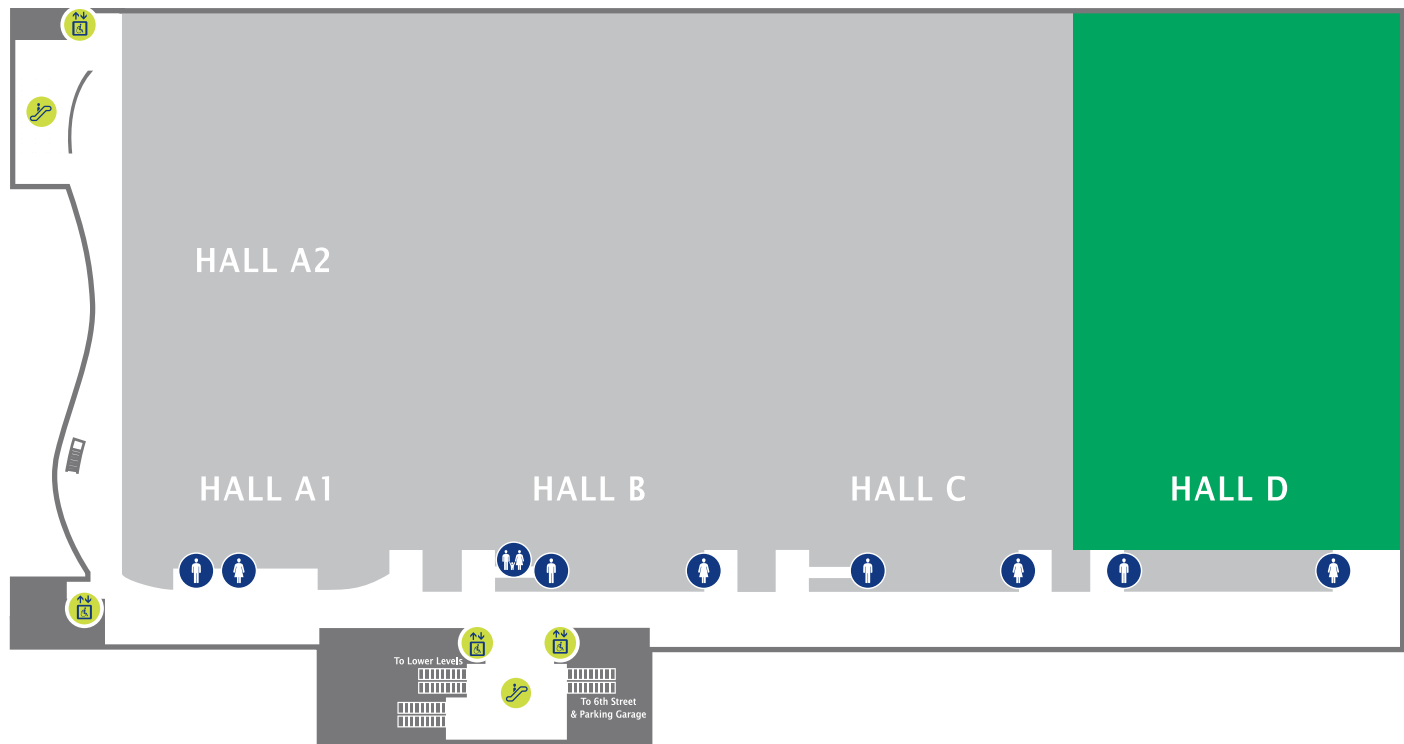 HALL A2
HALL A1
HALL B
HALL C
HALL D
To Lower Levels
To 6th Street
& Parking Garage